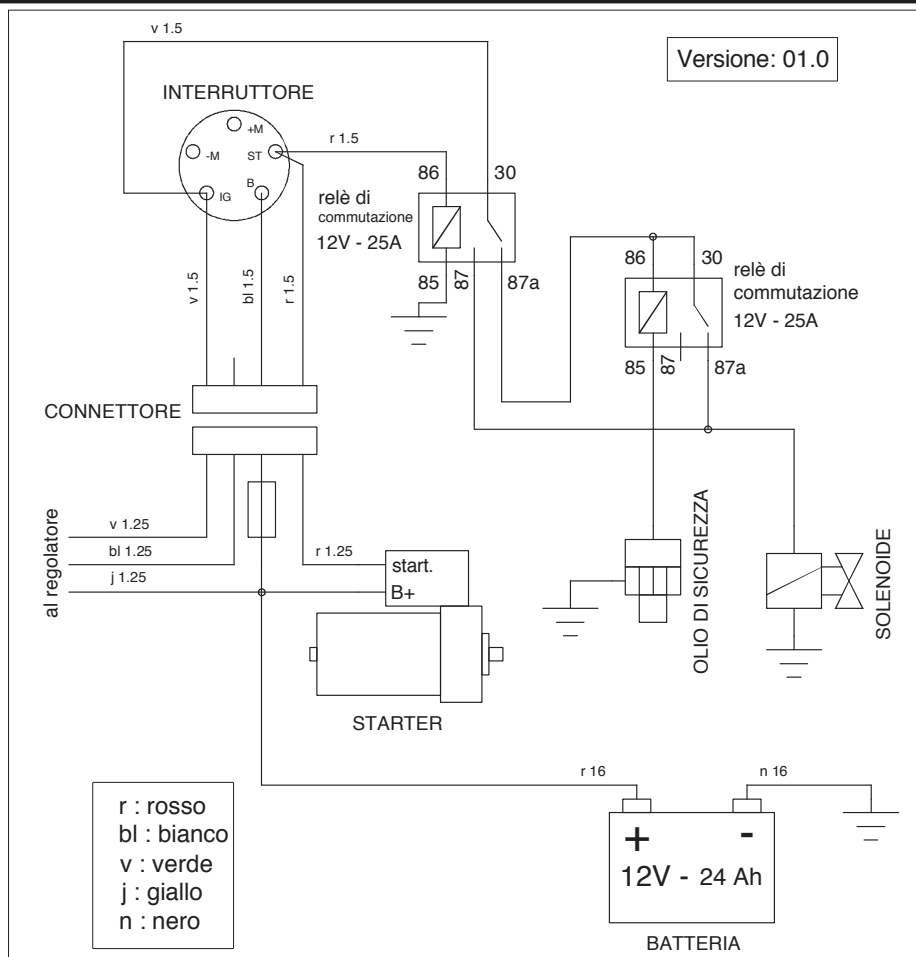 v 1.5
Versione: 01.0
INTERRUTTORE
+M
-M
ST
B
IG
r 1.5
86
30
relè di
commutazione
12V - 25A
85
87
87a
86
30
relè di
commutazione
12V - 25A
85
87
87a
v 1.5
bl 1.5
r 1.5
CONNETTORE
al regolatore
v 1.25
bl 1.25
j 1.25
r 1.25
start.
B+
STARTER
OLIO DI SICUREZZA
SOLENOIDE
r : rosso
bl : bianco
v : verde
j : giallo
n : nero
r 16
n 16
+
-
12V - 24 Ah
BATTERIA